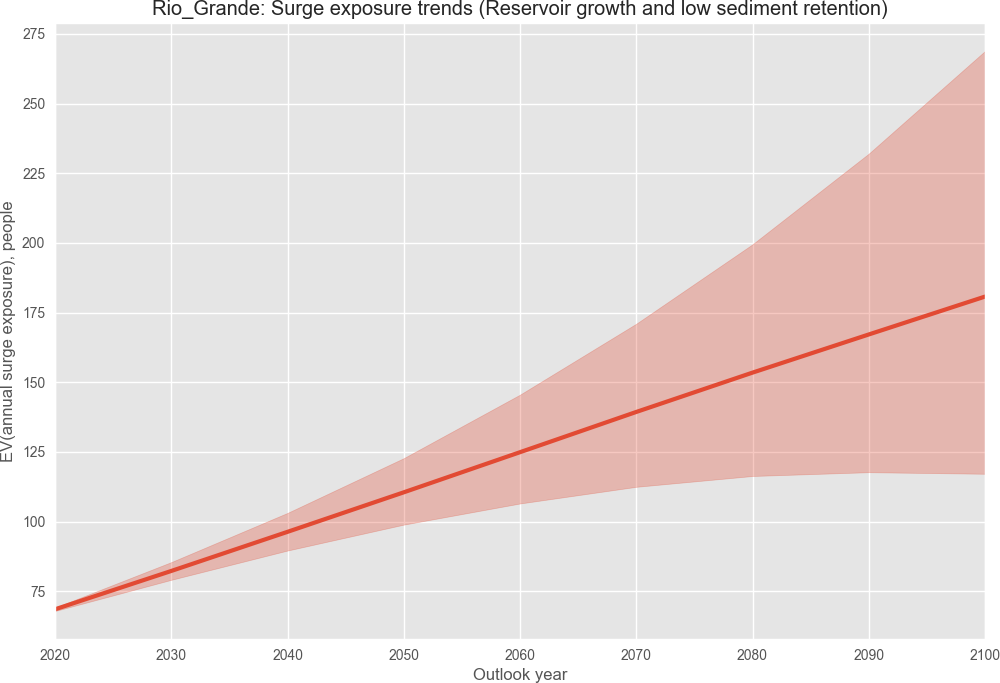 Rio_Grande: Surge exposure trends (Reservoir growth and low sediment retention)
275
250
225
200
175
150
125
100
75
EV(annual surge exposure), people
2020 2030 2040 2050 2060 2070 2080 2090 2100
Outlook year